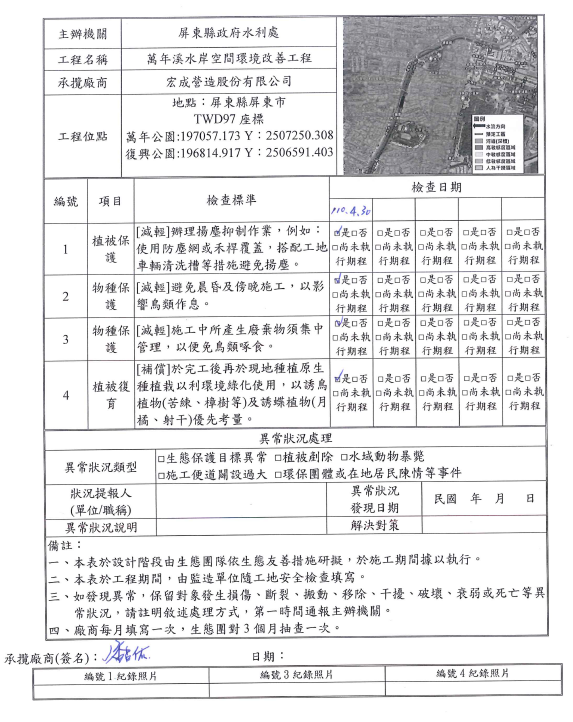 主辦機關 屏東縣政府水利處
工程名稱 萬年溪水岸空間環境改善工程
承攬廠商 宏成營造股份有限公司
工程位點
地點：屏東縣屏東市
TWD97 座標
萬年公園:197057.173 Y：2507250.308
復興公園:196814.917 Y：2506591.403
圖例
水流方向
預定工區
編號 項目 檢查標準 檢查日期
110.4.30
1 植被保護
[減輕]辦理揚塵抑制作業，例如：
使用防塵網或禾桿覆蓋，搭配工地
車輛清洗槽等措施避免揚塵。
□是□否 □是□否 □是□否 □是□否 □是□否
□尚未執 □尚未執 □尚未執 □尚未執 □尚未執
行期程 行期程 行期程 行期程 行期程
2 物種保護
[減輕]避免晨昏及傍晚施工，以影
響鳥類作息。
□是□否 □是□否 □是□否 □是□否 □是□否
□尚未執 □尚未執 □尚未執 □尚未執 □尚未執
行期程 行期程 行期程 行期程 行期程
3 物種保護
[減輕]施工中所產生廢棄物須集中
管理，以便免鳥類啄食。
□是□否 □是□否 □是□否 □是□否 □是□否
□尚未執 □尚未執 □尚未執 □尚未執 □尚未執
行期程 行期程 行期程 行期程 行期程
4 植被復育
[補償]於完工後再於現地種植原生
種植栽以利環境綠化使用，以誘鳥
植物(苦練、樟樹等)及誘蝶植物(月
橘、射干)優先考量。
□是□否 □是□否 □是□否 □是□否 □是□否
□尚未執 □尚未執 □尚未執 □尚未執 □尚未執
行期程 行期程 行期程 行期程 行期程
異常狀況處理
異常狀況類型
□生態保護目標異常 □植被剷除 □水域動物暴斃
□施工便道闢設過大 □環保團體或在地居民陳情等事件
狀況提報人
(單位/職稱)
異常狀況
發現日期
民國 年 月 日
異常狀況說明 解決對策
備註：
一、本表於設計階段由生態團隊依生態友善措施研擬，於施工期間據以執行。
二、本表於工程期間，由監造單位隨工地安全檢查填寫。
三、如發現異常，保留對象發生損傷、斷裂、搬動、移除、干擾、破壞、衰弱或死亡等異
常狀況，請註明敘述處理方式，第一時間通報主辦機關。
四、廠商每月填寫一次，生態團對 3 個月抽查一次。
承攬廠商(簽名)： 日期：
編號 1 紀錄照片 編號 3 紀錄照片 編號 4 紀錄照片